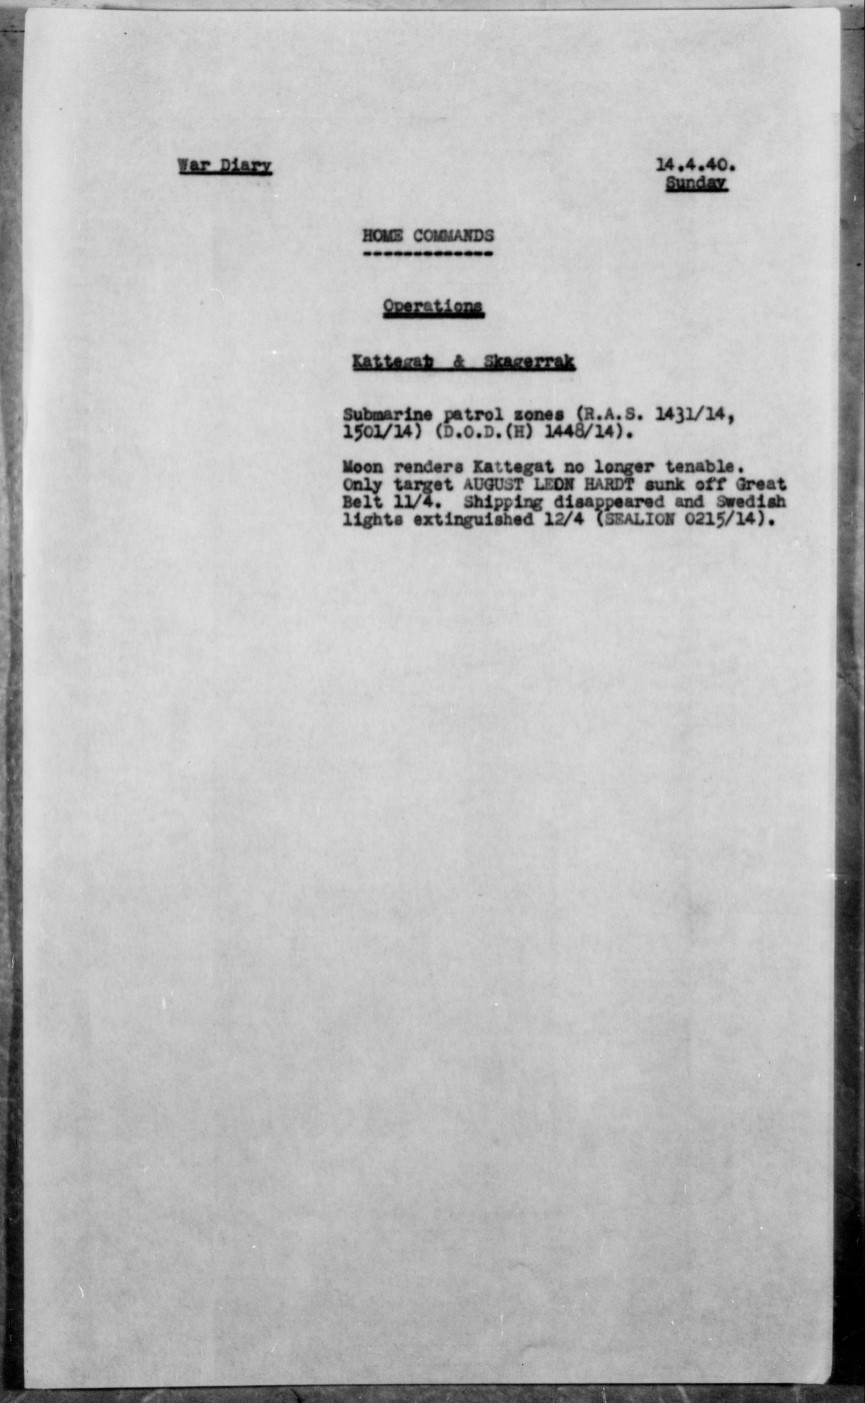 War Diary
14.4.40.
Sunday
HOME COMMANDS
-------------
Operations
Kattegat & Skagerrak
Submarine patrol zones (R.A.S. 1431/14,
1501/14) (D.O.D.(H) 1448/14).
Moon renders Kattegat no longer tenable.
Only target AUGUST LEON HARDT sunk off Great
Belt 11/4. Shipping disappeared and Swedish
lights extinguished 12/4 (SEALION 0215/14).